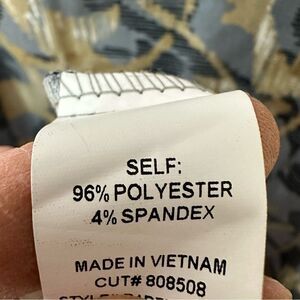 SELF:
96% POLYESTER
4% SPANDEX
MADE IN VIETNAM
CUT# 808508